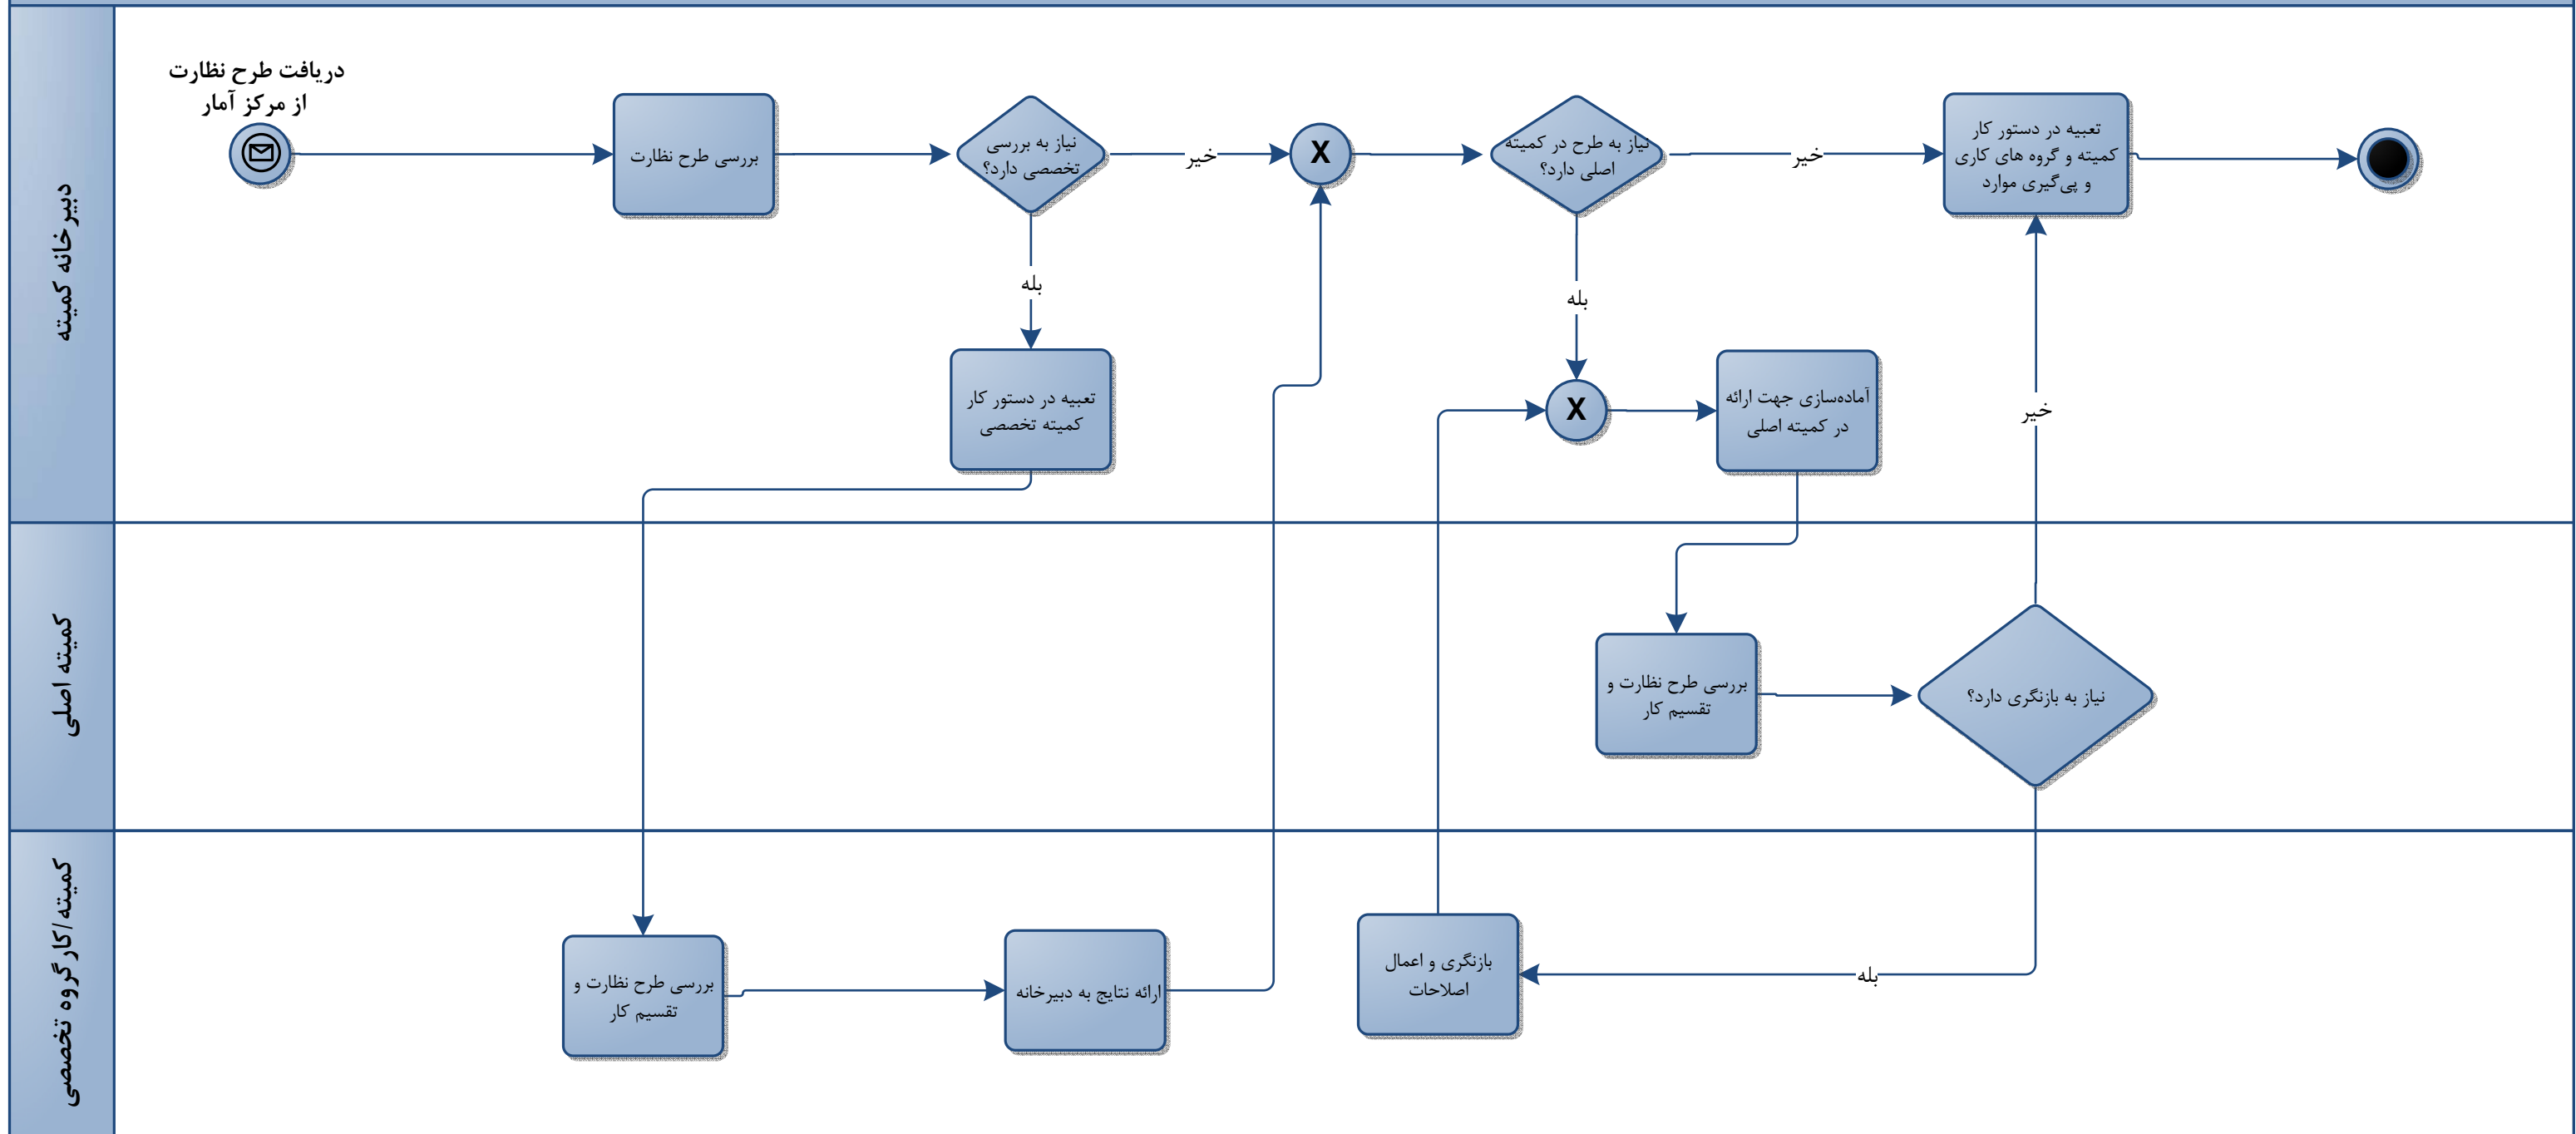 دبیرخانه کمیته
دریافت طرح نظارت
از مرکز آمار
بررسی طرح نظارت
نیاز به بررسی
تخصصی دارد؟
خیر
X
نیاز به طرح در کمیته
اصلی دارد؟
خیر
تعبیه در دستور کار
کمیته و گروه های کاری
و پی‌گیری موارد
بله
بله
تعبیه در دستور کار
کمیته تخصصی
X
آماده‌سازی جهت ارائه
در کمیته اصلی
خیر
کمیته اصلی
بررسی طرح نظارت و
تقسیم کار
نیاز به بازنگری دارد؟
کمیته/کارگروه تخصصی
بررسی طرح نظارت و
تقسیم کار
ارائه نتایج به دبیرخانه
بازنگری و اعمال
اصلاحات
بله